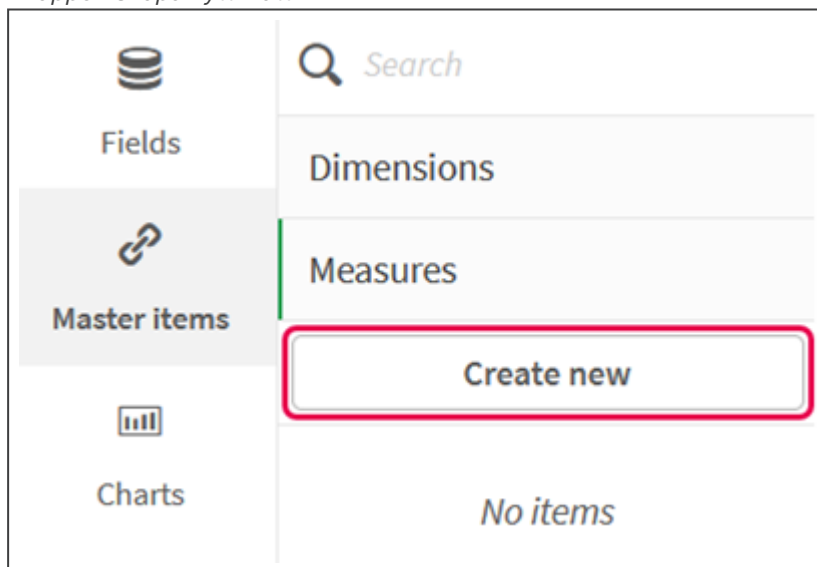 Search
Fields
Dimensions
Measures
Master items
Create new
Charts
No items